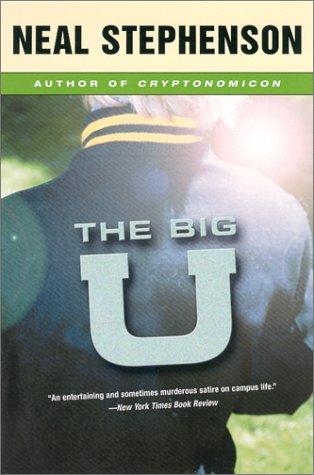 NEAL STEPHENSON
AUTHOR OF CRYPTONOMICON
THE BIG
U
"An entertaining and sometimes murderous satire on campus life."
—New York Times Book Review